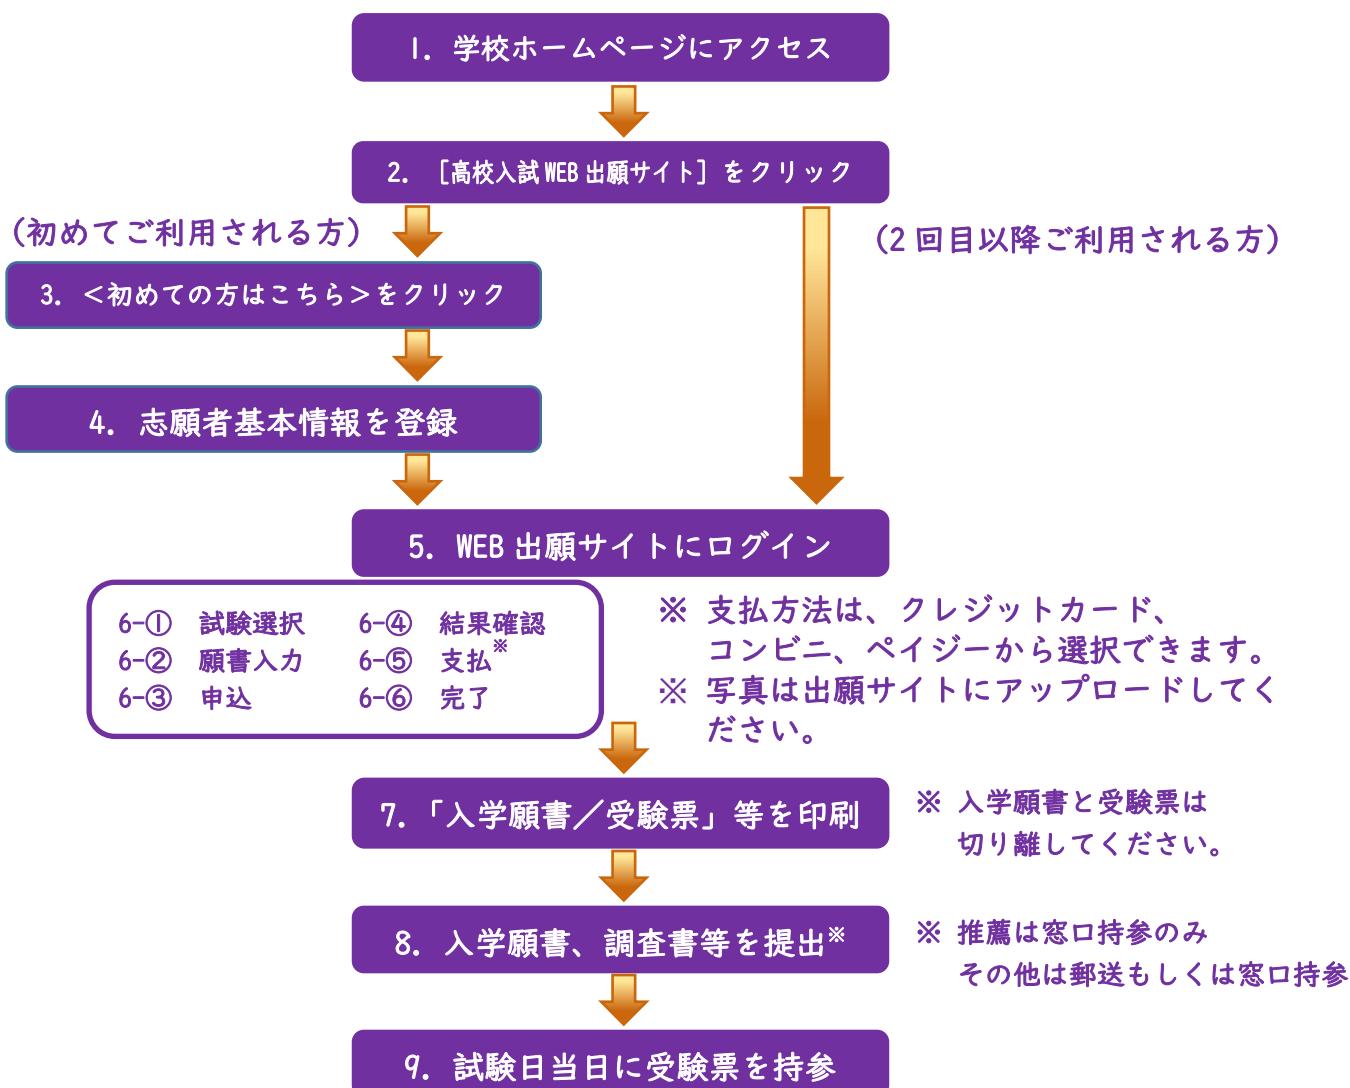 1. 学校ホームページにアクセス
2. ［高校入試WEB出願サイト］をクリック
（初めてご利用される方）
（2回目以降ご利用される方）
3. ＜初めての方はこちら＞をクリック
4. 志願者基本情報を登録
5. WEB出願サイトにログイン
6-① 試験選択
6-② 願書入力
6-③ 申込
6-④ 結果確認
6-⑤ 支払※
6-⑥ 完了
※ 支払方法は、クレジットカード、
コンビニ、ペイジーから選択できます。
※ 写真は出願サイトにアップロードしてく
ださい。
7.「入学願書／受験票」等を印刷
※ 入学願書と受験票は
切り離してください。
8. 入学願書、調査書等を提出※
※ 推薦は窓口持参のみ
その他は郵送もしくは窓口持参
9. 試験日当日に受験票を持参